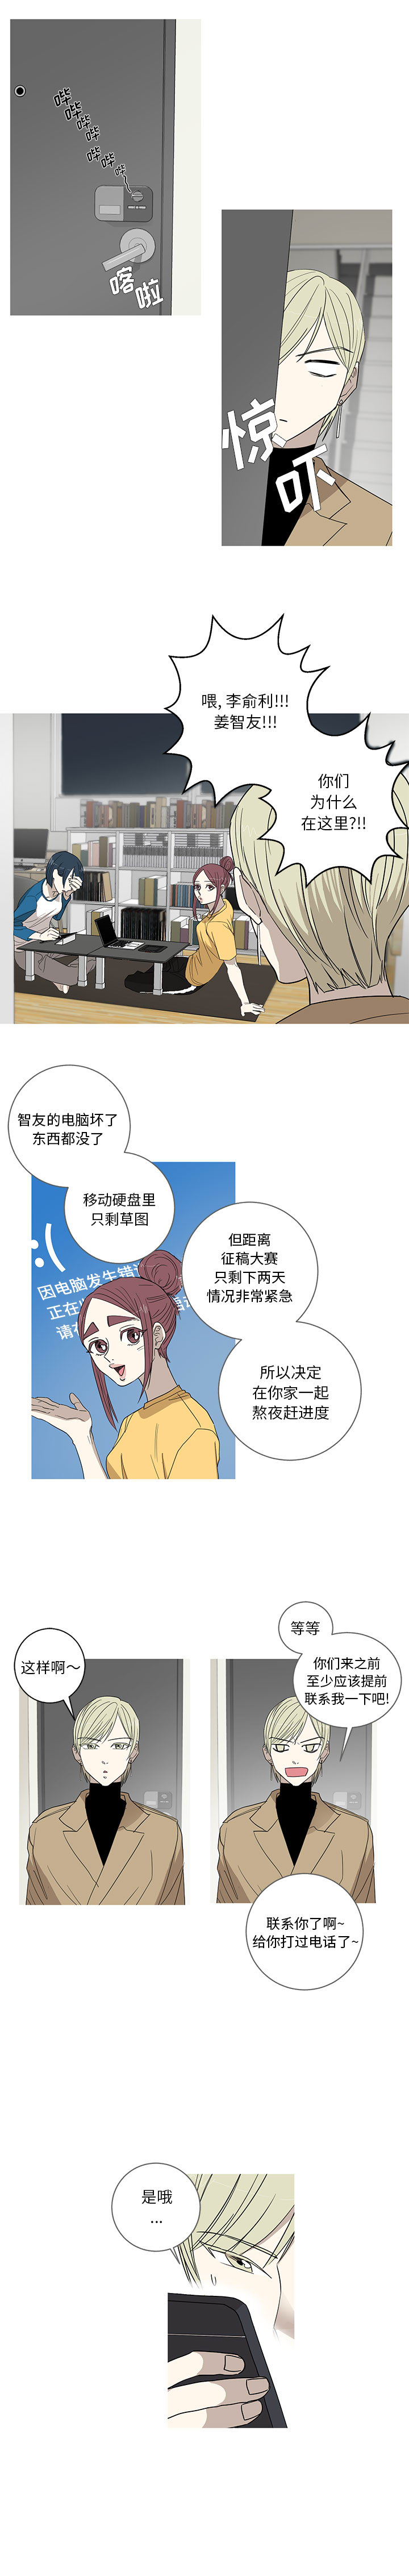 哔
哔
哔
哔
哔
哔
哔
喀
啦
惊
吓
喂,李俞利!!!
姜智友!!!
你们
为什么
在这里?!!
智友的电脑坏了
东西都没了
移动硬盘里
只剩草图
:(
因电脑发生错
正在
请
但距离
征稿大赛
只剩下两天
情况非常紧急
所以决定
在你家一起
熬夜赶进度
这样啊~
等等
你们来之前
至少应该提前
联系我一下吧!
联系你了啊~
给你打过电话了~
是哦
...